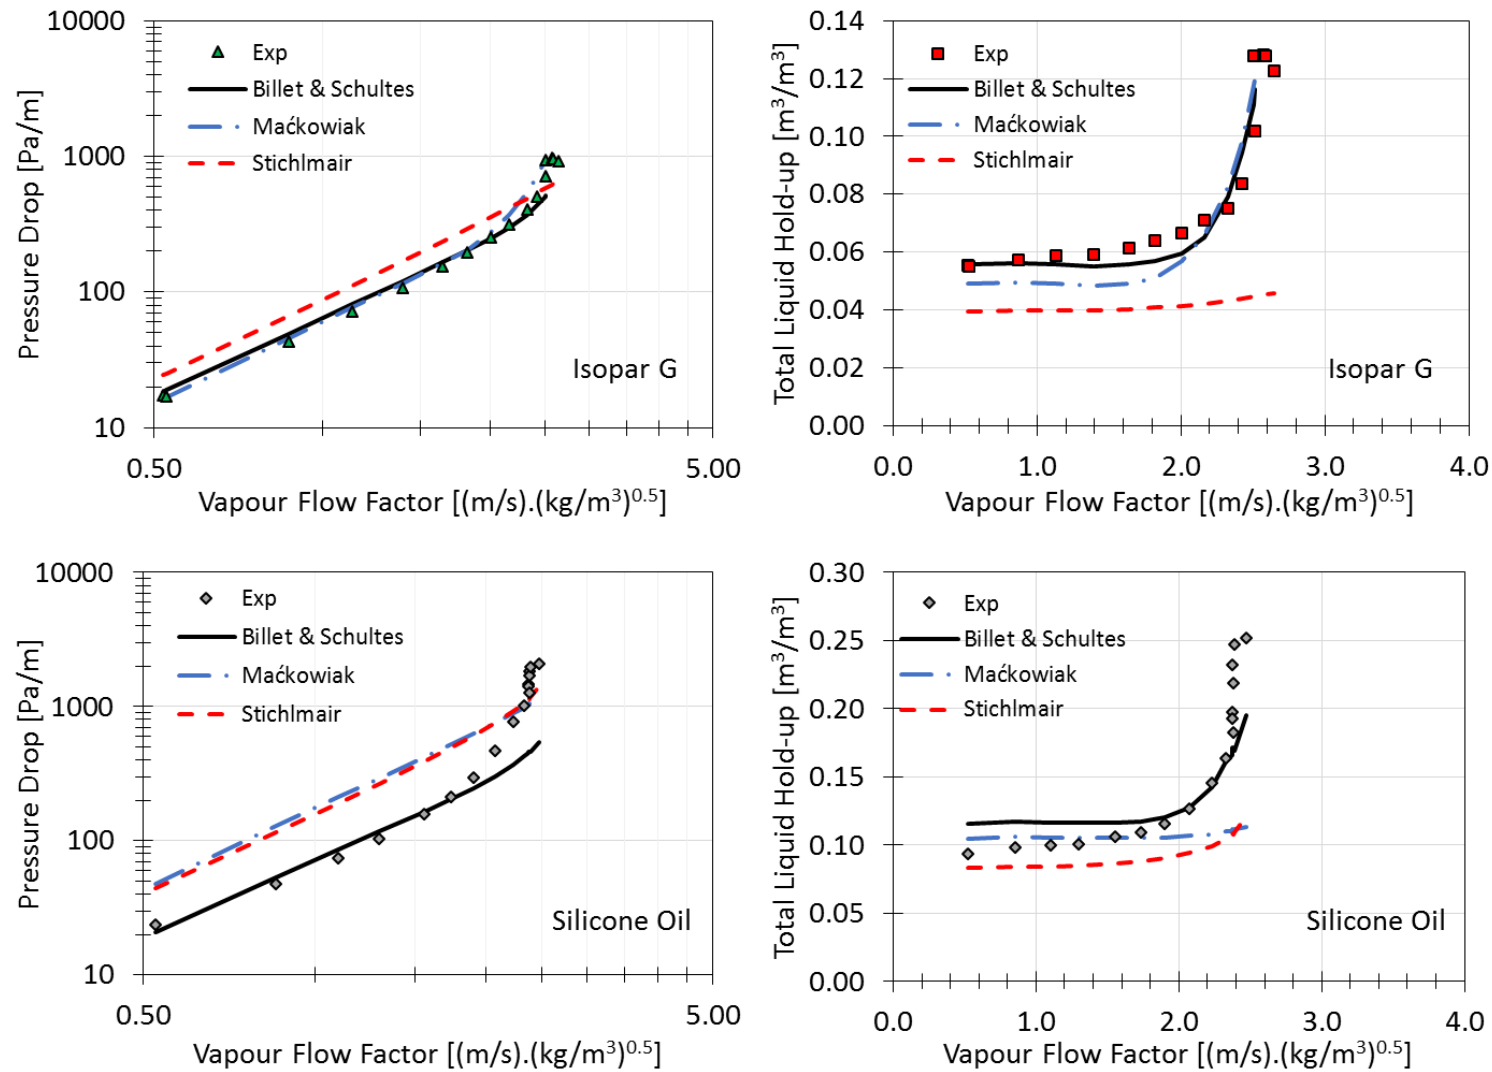 10000
1000
100
10
0.50
5.00
Pressure Drop [Pa/m]
Exp
Billet & Schultes
Maćkowiak
Stichlmair
Isopar G
Vapour Flow Factor [(m/s).(kg/m³)⁰·⁵]
0.14
0.12
0.10
0.08
0.06
0.04
0.02
0.00
0.0
1.0
2.0
3.0
4.0
Total Liquid Hold-up [m³/m³]
Exp
Billet & Schultes
Maćkowiak
Stichlmair
Isopar G
Vapour Flow Factor [(m/s).(kg/m³)⁰·⁵]
10000
1000
100
10
0.50
5.00
Pressure Drop [Pa/m]
Exp
Billet & Schultes
Maćkowiak
Stichlmair
Silicone Oil
Vapour Flow Factor [(m/s).(kg/m³)⁰·⁵]
0.30
0.25
0.20
0.15
0.10
0.05
0.00
0.0
1.0
2.0
3.0
4.0
Total Liquid Hold-up [m³/m³]
Exp
Billet & Schultes
Maćkowiak
Stichlmair
Silicone Oil
Vapour Flow Factor [(m/s).(kg/m³)⁰·⁵]